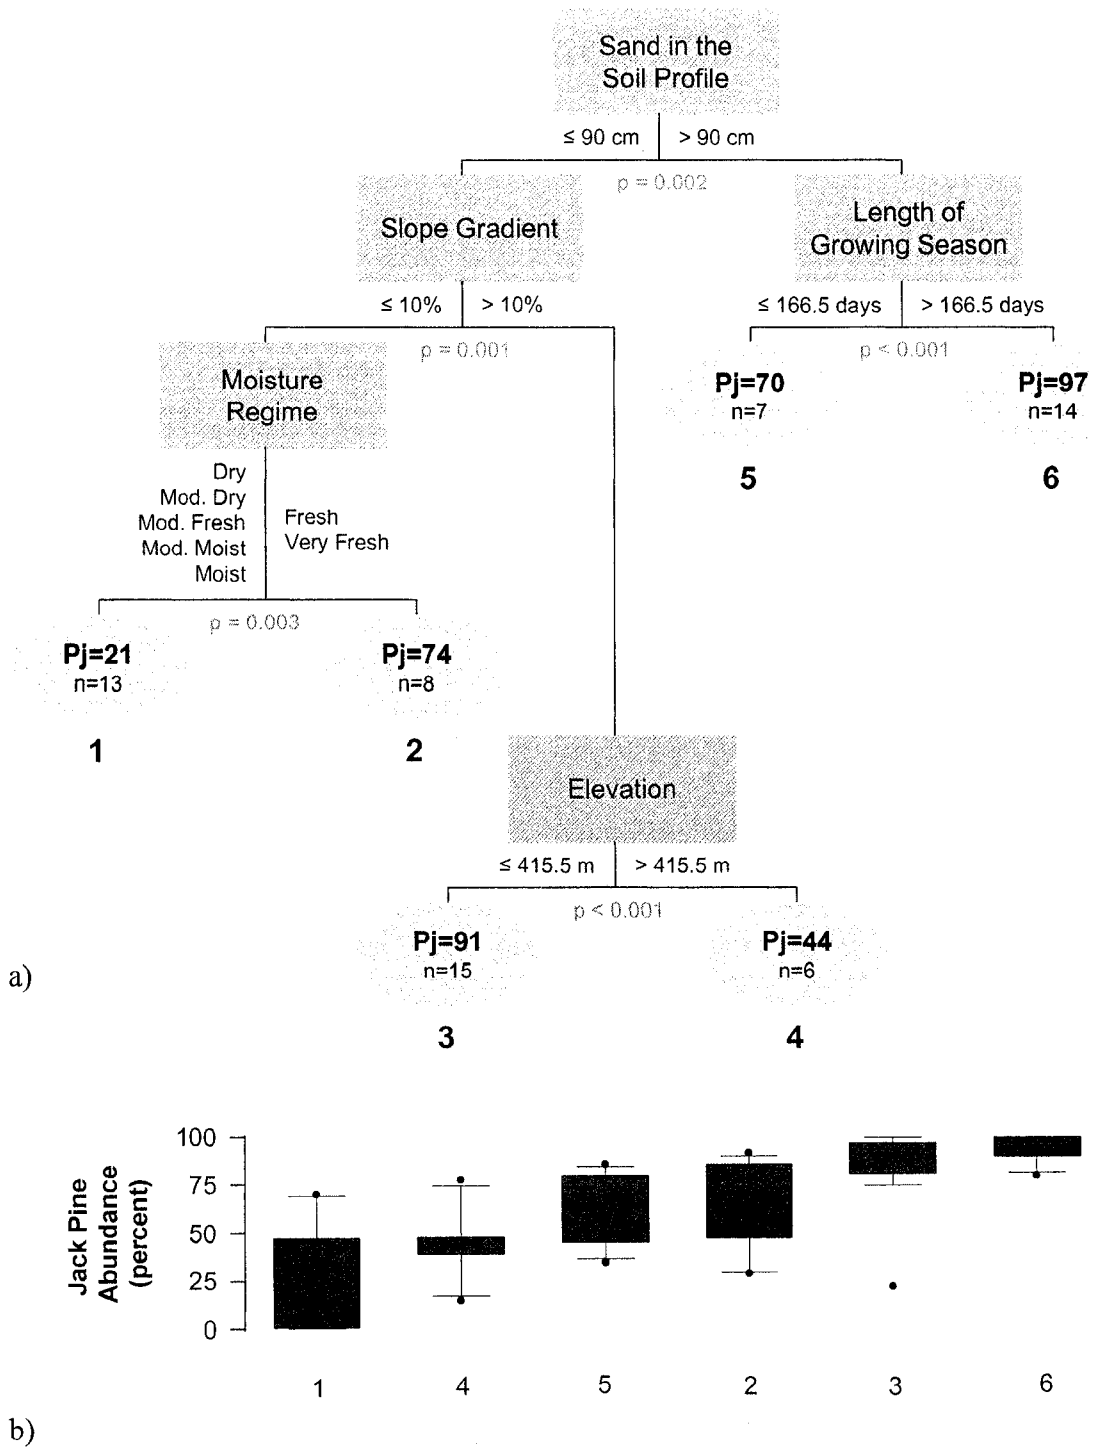 Sand in the
Soil Profile
≤ 90 cm
> 90 cm
p = 0.002
Slope Gradient
Length of
Growing Season
≤ 10%
> 10%
p = 0.001
≤ 166.5 days
> 166.5 days
p < 0.001
Moisture
Regime
Pj=70
n=7
5
Pj=97
n=14
6
Dry
Mod. Dry
Mod. Fresh
Mod. Moist
Moist
Fresh
Very Fresh
p = 0.003
Pj=21
n=13
1
Pj=74
n=8
2
Elevation
≤ 415.5 m
> 415.5 m
p < 0.001
Pj=91
n=15
3
Pj=44
n=6
4
a)
Jack Pine
Abundance
(percent)
100
75
50
25
0
1 4 5 2 3 6
b)